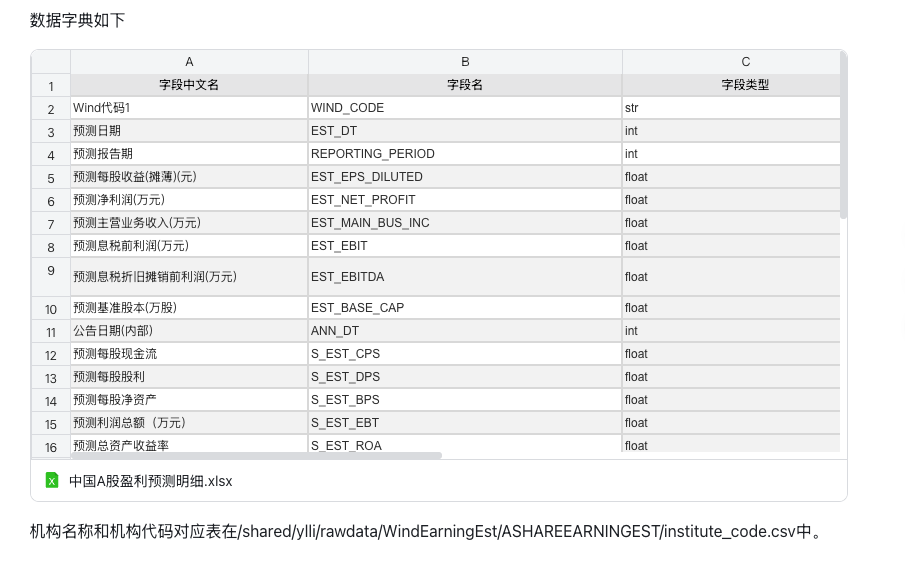 数据字典如下
A B C
1 字段中文名 字段名 字段类型
2 Wind代码1 WIND_CODE str
3 预测日期 EST_DT int
4 预测报告期 REPORTING_PERIOD int
5 预测每股收益(摊薄)(元) EST_EPS_DILUTED float
6 预测净利润(万元) EST_NET_PROFIT float
7 预测主营业务收入(万元) EST_MAIN_BUS_INC float
8 预测息税前利润(万元) EST_EBIT float
9 预测息税折旧摊销前利润(万元) EST_EBITDA float
10 预测基准股本(万股) EST_BASE_CAP float
11 公告日期(内部) ANN_DT int
12 预测每股现金流 S_EST_CPS float
13 预测每股股利 S_EST_DPS float
14 预测每股净资产 S_EST_BPS float
15 预测利润总额（万元） S_EST_EBT float
16 预测总资产收益率 S_EST_ROA float
X 中国A股盈利预测明细.xlsx
机构名称和机构代码对应表在/shared/ylli/rawdata/WindEarningEst/ASHAREEARNINGEST/institute_code.csv中。